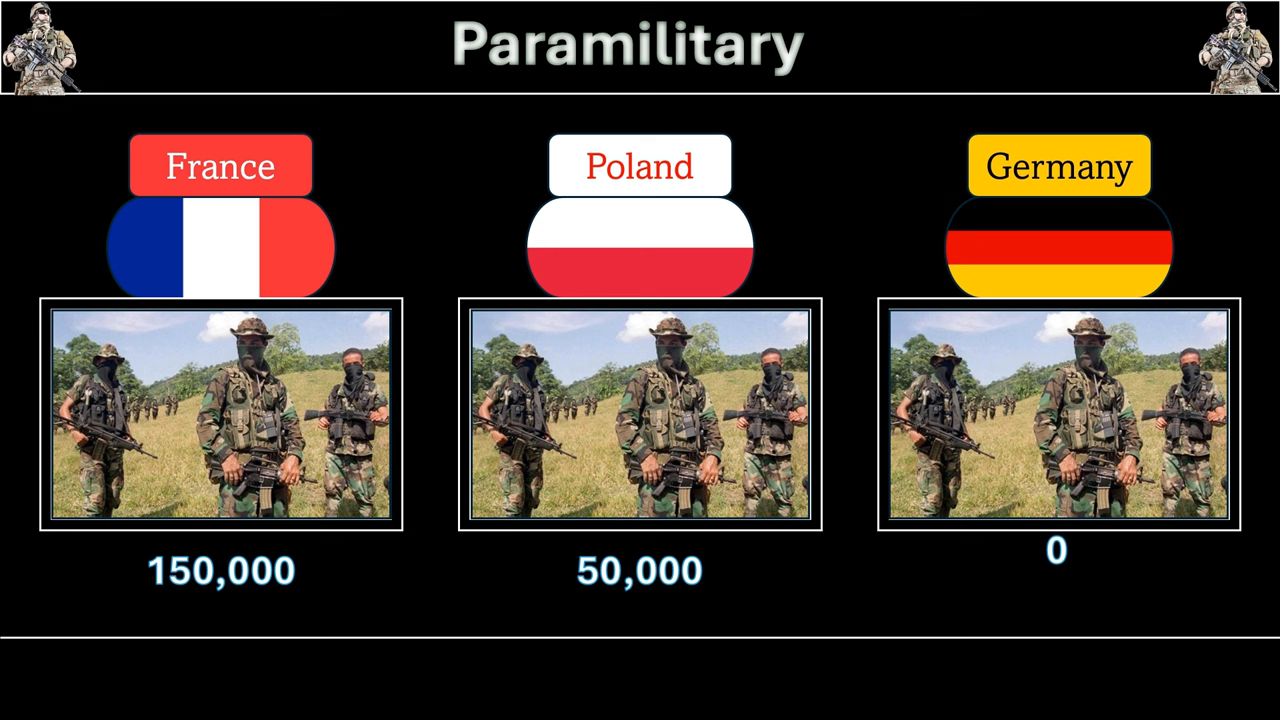 Paramilitary
France
Poland
Germany
150,000
50,000
0